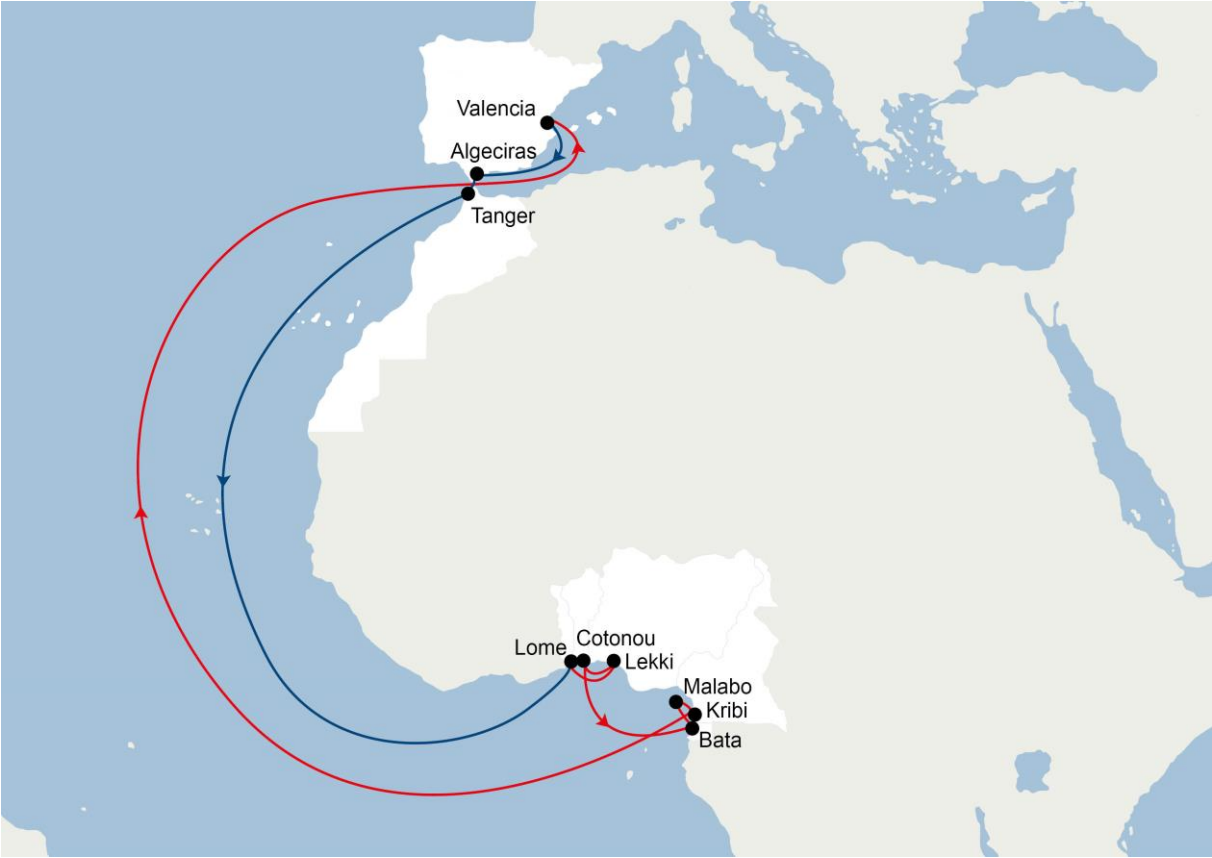 Valencia
Algeciras
Tanger
Cotonou
Lome
Lekki
Malabo
Kribi
Bata